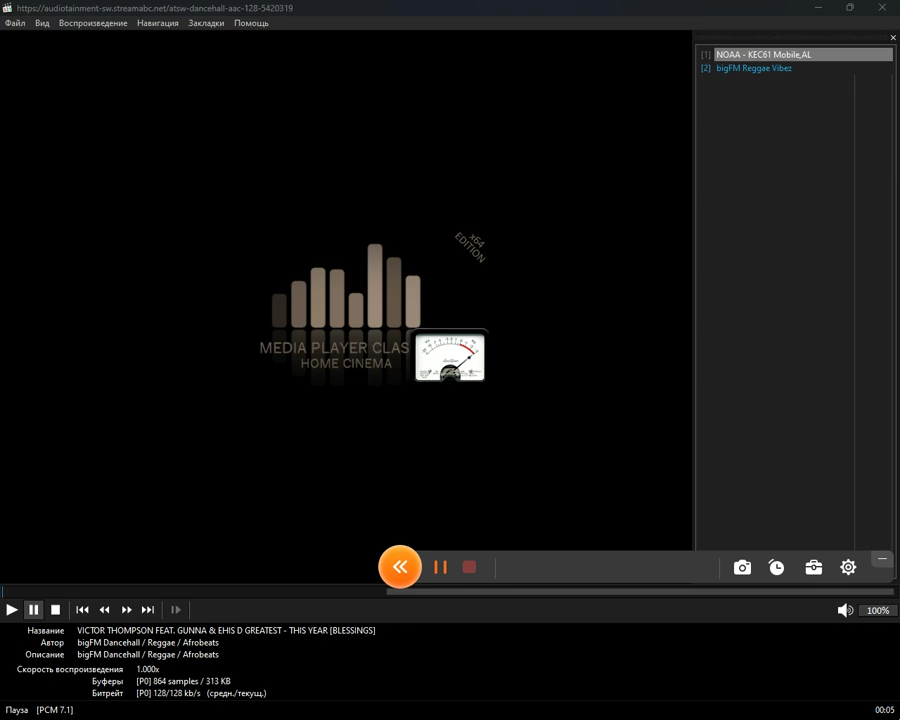 https://audiotainment-sw.streamabc.net/atsw-dancehall-aac-128-5420319
Файл Вид Воспроизведение Навигация Закладки Помощь
[1] NOAA - KEC61 Mobile,AL
[2] bigFM Reggae Vibez
x64
EDITION
MEDIA PLAYER CLAS
HOME CINEMA
100%
Название VICTOR THOMPSON FEAT. GUNNA & EHIS D GREATEST - THIS YEAR [BLESSINGS]
Автор bigFM Dancehall / Reggae / Afrobeats
Описание bigFM Dancehall / Reggae / Afrobeats
Скорость воспроизведения 1.000x
Буферы [P0] 864 samples / 313 KB
Битрейт [P0] 128/128 kb/s (средн./текущ.)
Пауза [PCM 7.1] 00:05